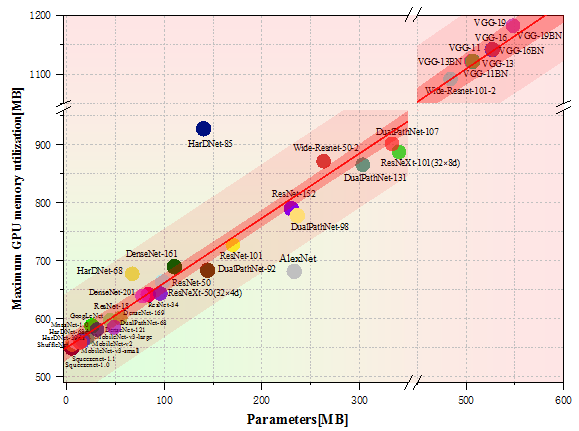 1200
1100
900
800
700
600
500
Maximum GPU memory utilization[MB]
VGG-19
VGG-19BN
VGG-16
VGG-16BN
VGG-11
VGG-13
VGG-13BN
VGG-11BN
Wide-Resnet-101-2
HarDNet-85
DualPathNet-107
ResNeXt-101(32×8d)
Wide-Resnet-50-2
DualPathNet-131
ResNet-152
DualPathNet-98
ResNet-101
DenseNet-161
DualPathNet-92
AlexNet
HarDNet-68
ResNet-50
DenseNet-201
ResNeXt-50(32×4d)
ResNet-18
ResNet-34
DenseNet-169
GoogLeNet
DualPathNet-68
DenseNet-121
MobileNet-v3-large
MobileNet-v2
MobileNet-v3-small
Squeezenet-1.1
Squeezenet-1.0
0 100 200 300 400 500 600
Parameters[MB]